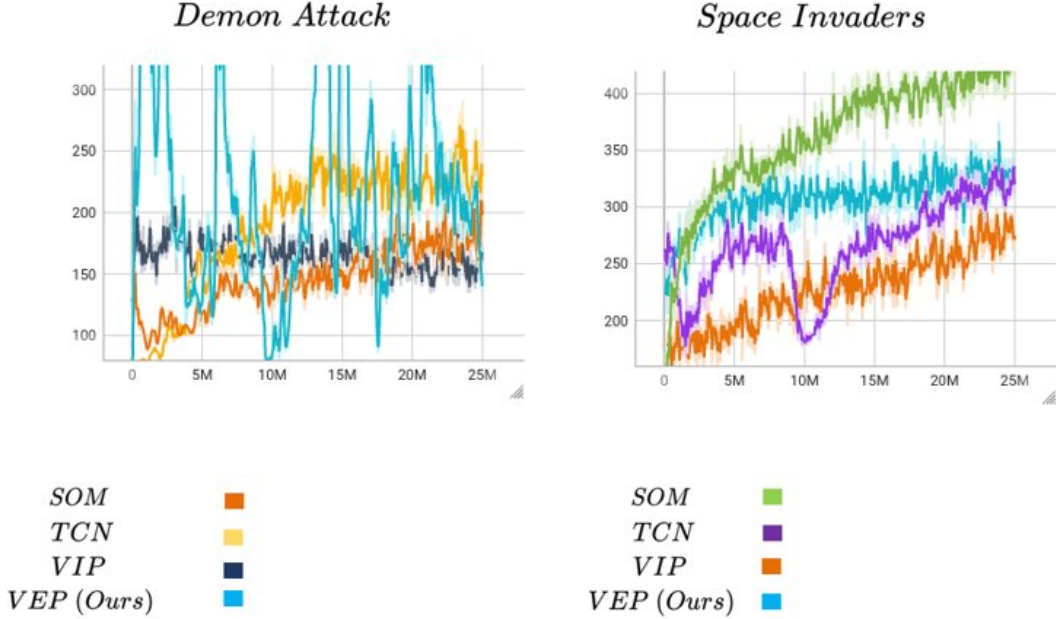 Demon Attack
300
250
200
150
100
0 5M 10M 15M 20M 25M
SOM
TCN
VIP
VEP (Ours)
Space Invaders
400
350
300
250
200
0 5M 10M 15M 20M 25M
SOM
TCN
VIP
VEP (Ours)